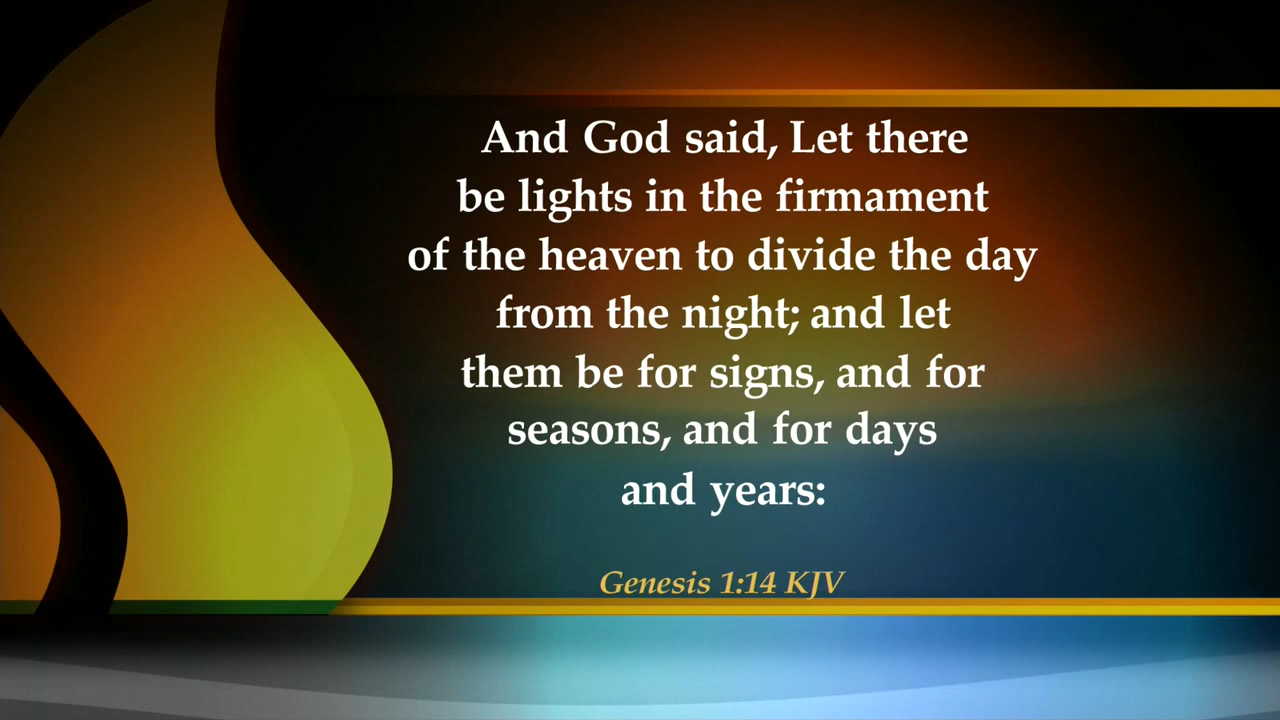 And God said, Let there
be lights in the firmament
of the heaven to divide the day
from the night; and let
them be for signs, and for
seasons, and for days
and years:
Genesis 1:14 KJV